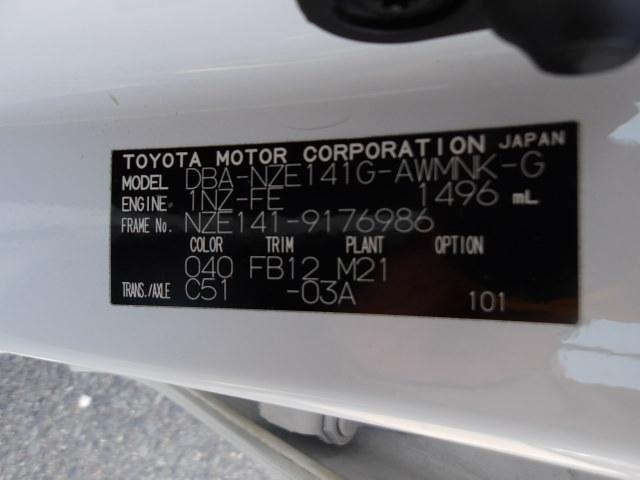 TOYOTA MOTOR CORPORATION JAPAN
MODEL DBA-NZE141G-AWMNK-G
ENGINE 1NZ-FE 1496 mL
FRAME No. NZE141-9176986
COLOR TRIM PLANT OPTION
040 FB12 M21
TRANS./AXLE C51 -03A 101